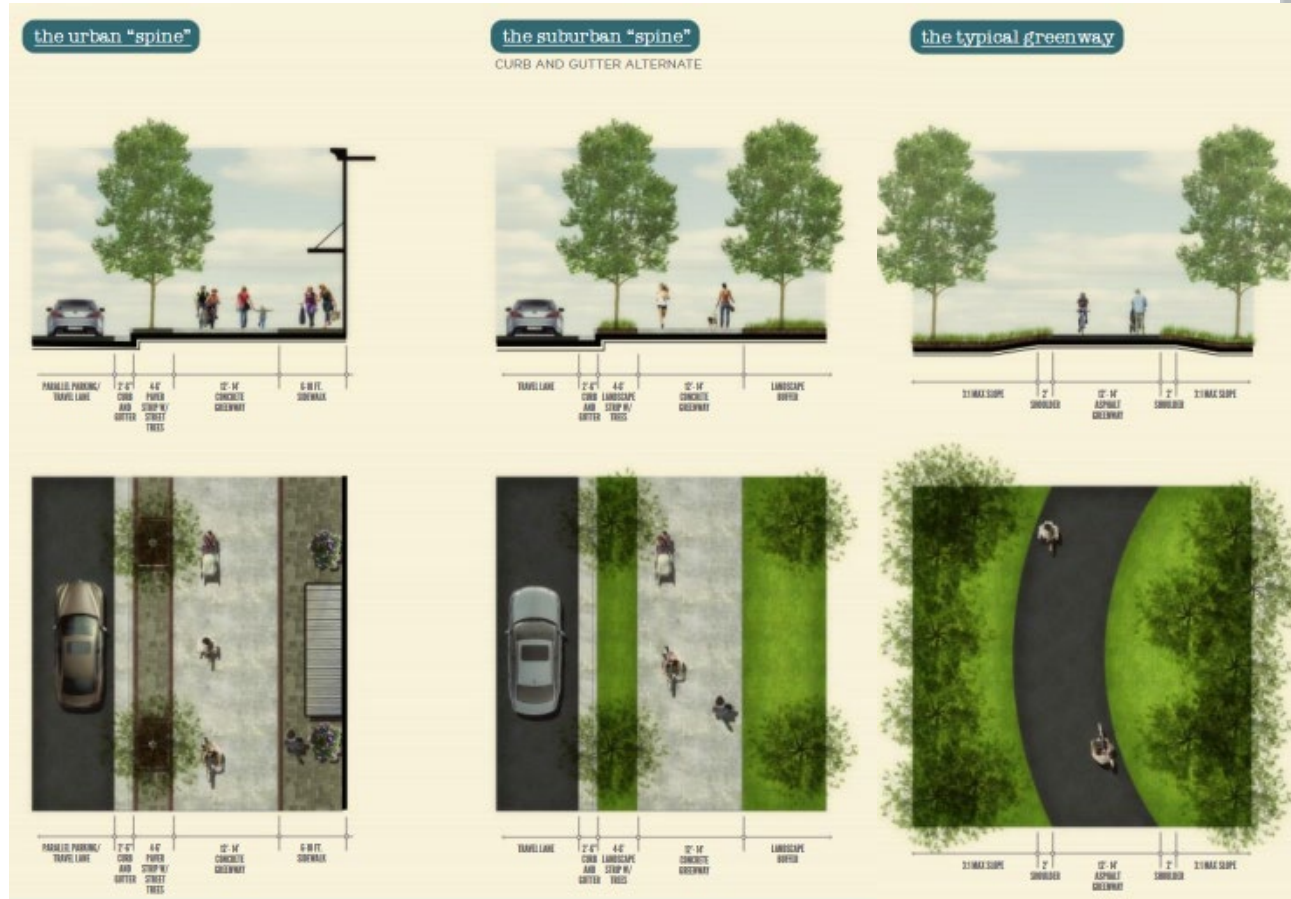 the urban “spine”
the suburban “spine”
CURB AND GUTTER ALTERNATE
the typical greenway
PARALLEL PARKING/
TRAVEL LANE
2'-6"
CURB
AND
GUTTER
4-6'
PAVER
STRIP W/
STREET
TREES
12'- 14'
CONCRETE
GREENWAY
6-10 FT.
SIDEWALK
TRAVEL LANE
2'-6"
CURB
AND
GUTTER
4-6'
LANDSCAPE
STRIP W/
TREES
12'- 14'
CONCRETE
GREENWAY
LANDSCAPE
BUFFER
3:1 MAX SLOPE
2'
SHOULDER
12'- 14'
ASPHALT
GREENWAY
2'
SHOULDER
3:1 MAX SLOPE
PARALLEL PARKING/
TRAVEL LANE
2'-6"
CURB
AND
GUTTER
4-6'
PAVER
STRIP W/
STREET
TREES
12'- 14'
CONCRETE
GREENWAY
6-10 FT.
SIDEWALK
TRAVEL LANE
2'-6"
CURB
AND
GUTTER
4-6'
LANDSCAPE
STRIP W/
TREES
12'- 14'
CONCRETE
GREENWAY
LANDSCAPE
BUFFER
3:1 MAX SLOPE
2'
SHOULDER
12'- 14'
ASPHALT
GREENWAY
2'
SHOULDER
3:1 MAX SLOPE